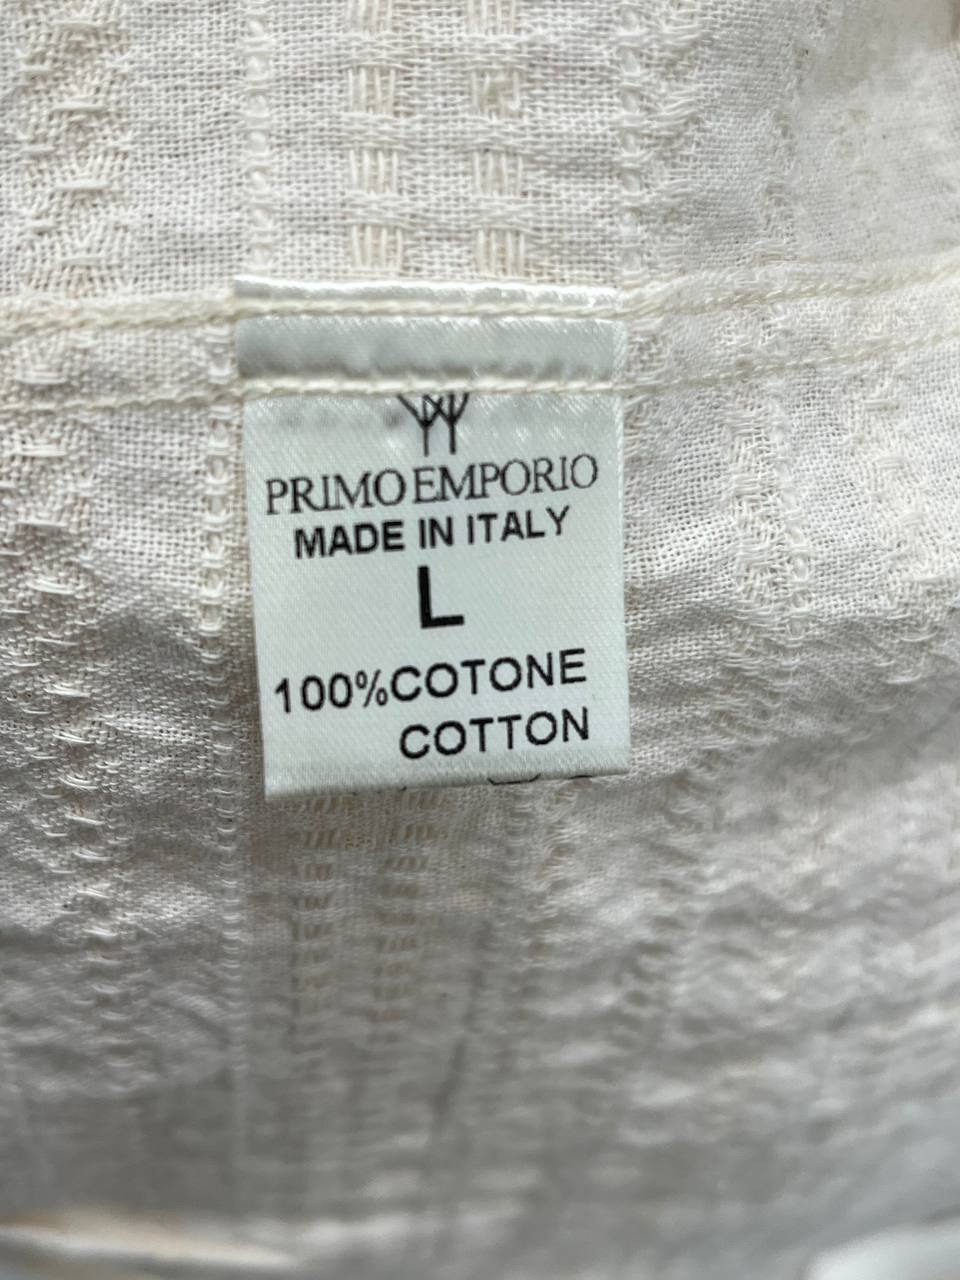 PRIMO EMPORIO
MADE IN ITALY
L
100%COTONE
COTTON